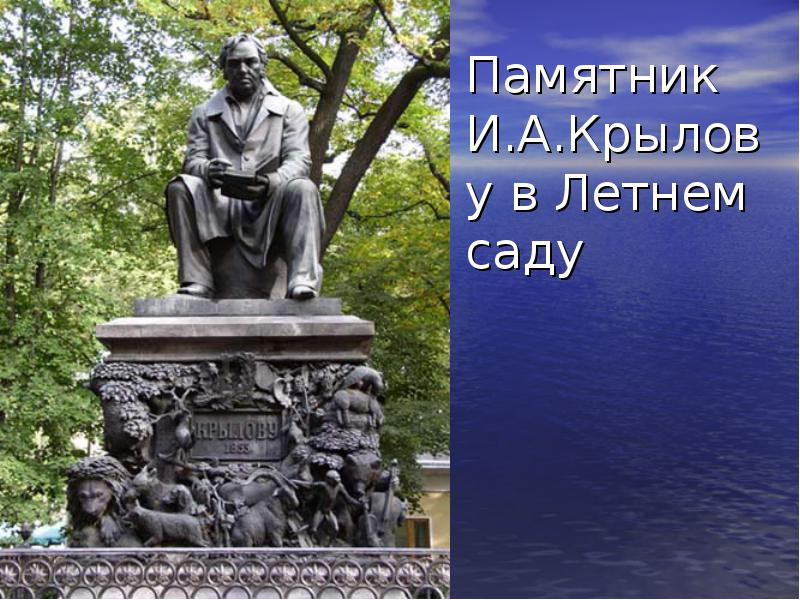 Памятник
И.А.Крылов
у в Летнем
саду
КРЫЛОВУ
1855